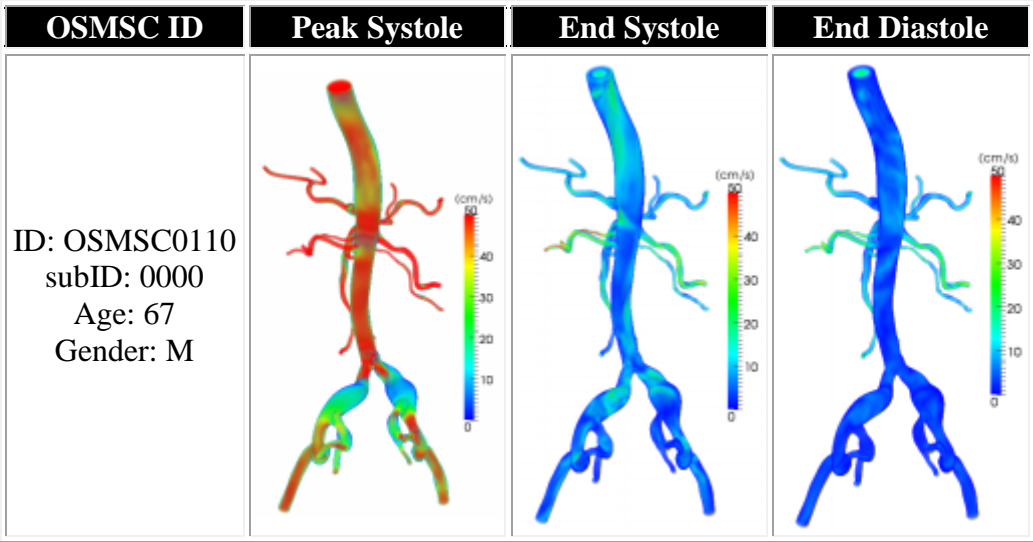 OSMSC ID
Peak Systole
End Systole
End Diastole
ID: OSMSC0110
subID: 0000
Age: 67
Gender: M
(cm/s)
50
40
30
20
10
0
(cm/s)
50
40
30
20
10
0
(cm/s)
50
40
30
20
10
0